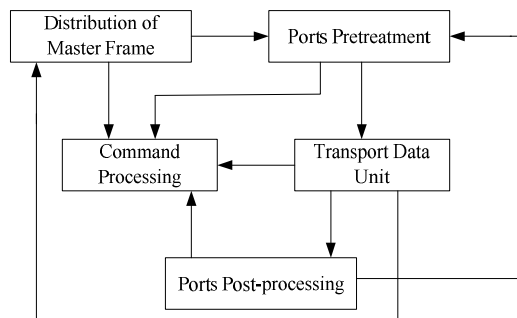 Distribution of
Master Frame
Ports Pretreatment
Command
Processing
Transport Data
Unit
Ports Post-processing